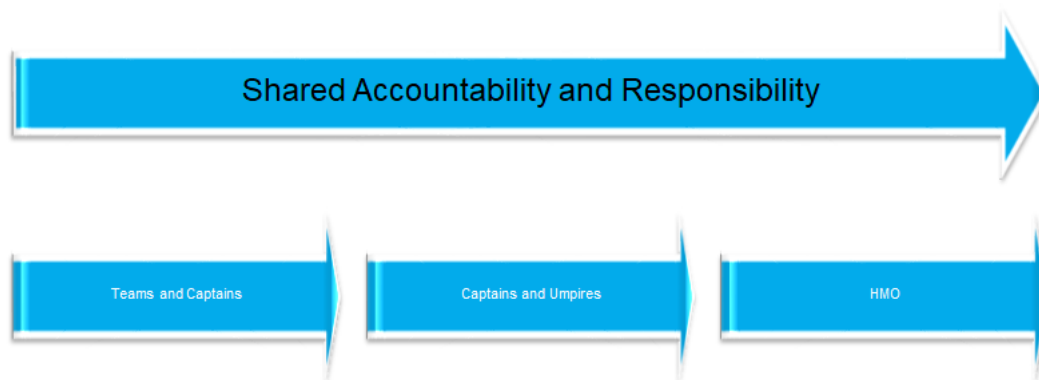 Shared Accountability and Responsibility
Teams and Captains
Captains and Umpires
HMO